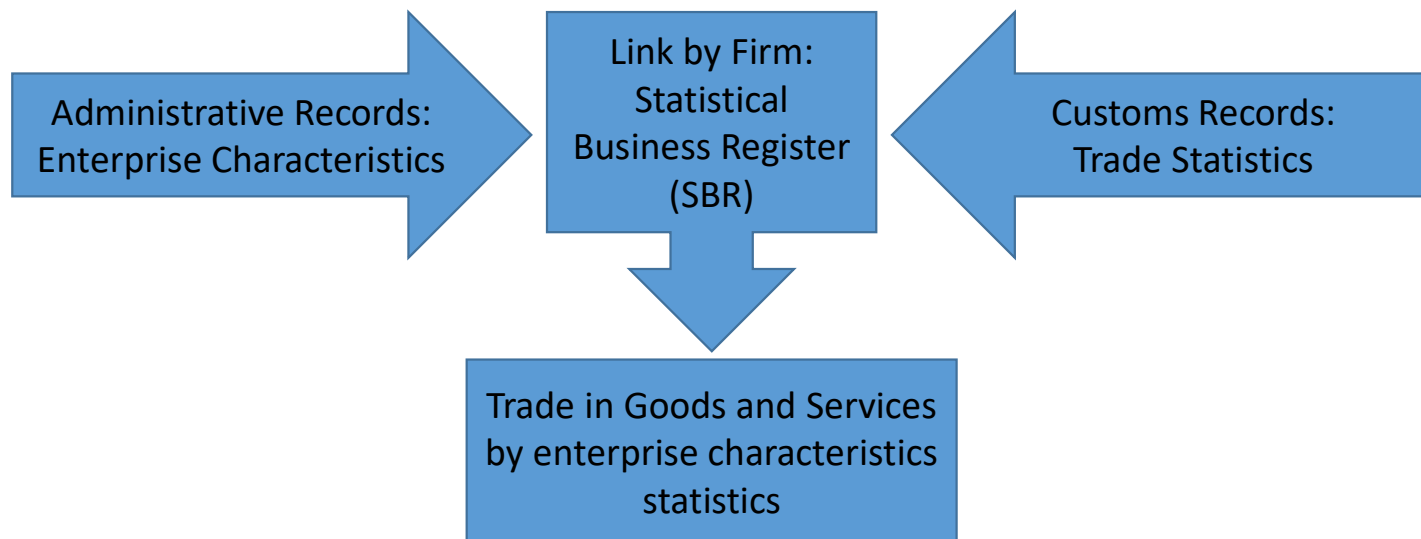 Administrative Records:
Enterprise Characteristics
Link by Firm:
Statistical
Business Register
(SBR)
Customs Records:
Trade Statistics
Trade in Goods and Services
by enterprise characteristics
statistics